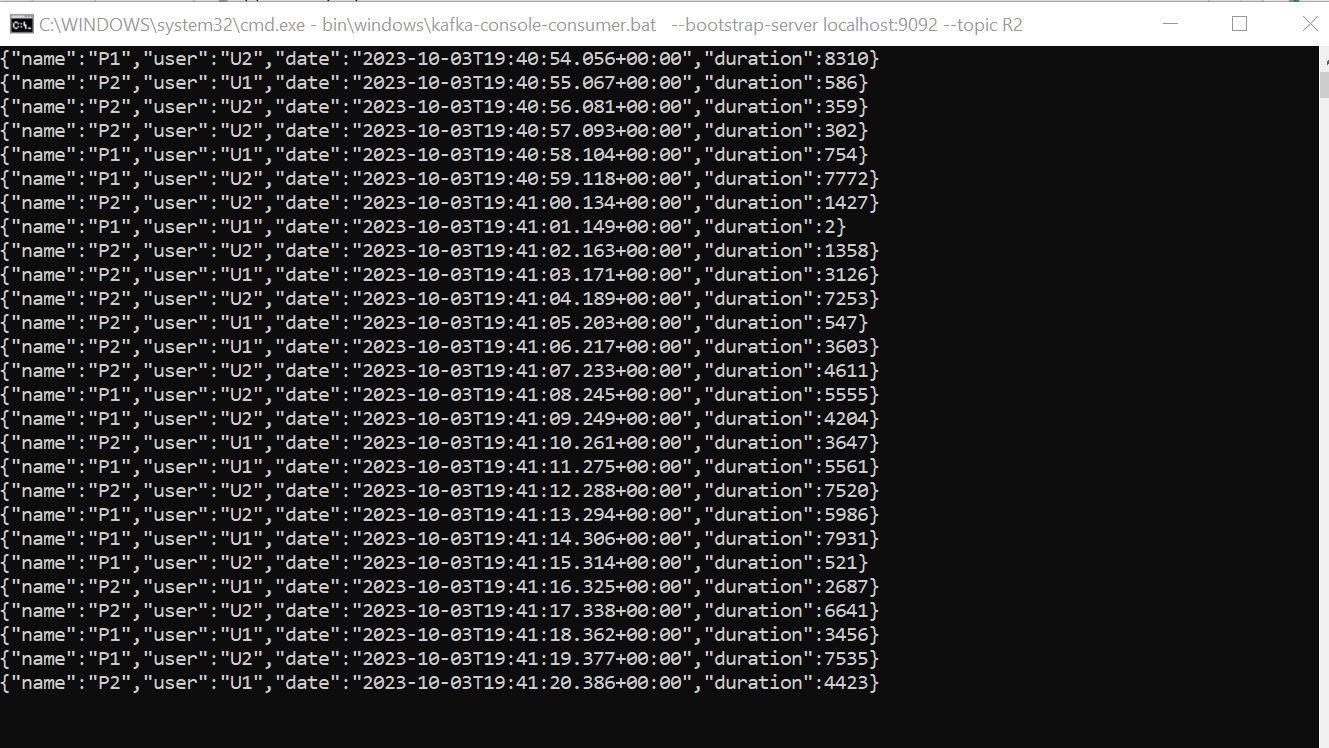 C:\WINDOWS\system32\cmd.exe - bin\windows\kafka-console-consumer.bat --bootstrap-server localhost:9092 --topic R2
{"name":"P1","user":"U2","date":"2023-10-03T19:40:54.056+00:00","duration":8310}
{"name":"P2","user":"U1","date":"2023-10-03T19:40:55.067+00:00","duration":586}
{"name":"P2","user":"U2","date":"2023-10-03T19:40:56.081+00:00","duration":359}
{"name":"P2","user":"U2","date":"2023-10-03T19:40:57.093+00:00","duration":302}
{"name":"P1","user":"U1","date":"2023-10-03T19:40:58.104+00:00","duration":754}
{"name":"P1","user":"U2","date":"2023-10-03T19:40:59.118+00:00","duration":7772}
{"name":"P2","user":"U2","date":"2023-10-03T19:41:00.134+00:00","duration":1427}
{"name":"P1","user":"U1","date":"2023-10-03T19:41:01.149+00:00","duration":2}
{"name":"P2","user":"U2","date":"2023-10-03T19:41:02.163+00:00","duration":1358}
{"name":"P2","user":"U1","date":"2023-10-03T19:41:03.171+00:00","duration":3126}
{"name":"P2","user":"U2","date":"2023-10-03T19:41:04.189+00:00","duration":7253}
{"name":"P2","user":"U1","date":"2023-10-03T19:41:05.203+00:00","duration":547}
{"name":"P2","user":"U1","date":"2023-10-03T19:41:06.217+00:00","duration":3603}
{"name":"P2","user":"U2","date":"2023-10-03T19:41:07.233+00:00","duration":4611}
{"name":"P1","user":"U2","date":"2023-10-03T19:41:08.245+00:00","duration":5555}
{"name":"P1","user":"U2","date":"2023-10-03T19:41:09.249+00:00","duration":4204}
{"name":"P2","user":"U1","date":"2023-10-03T19:41:10.261+00:00","duration":3647}
{"name":"P1","user":"U1","date":"2023-10-03T19:41:11.275+00:00","duration":5561}
{"name":"P2","user":"U2","date":"2023-10-03T19:41:12.288+00:00","duration":7520}
{"name":"P1","user":"U2","date":"2023-10-03T19:41:13.294+00:00","duration":5986}
{"name":"P1","user":"U1","date":"2023-10-03T19:41:14.306+00:00","duration":7931}
{"name":"P1","user":"U2","date":"2023-10-03T19:41:15.314+00:00","duration":521}
{"name":"P2","user":"U1","date":"2023-10-03T19:41:16.325+00:00","duration":2687}
{"name":"P2","user":"U2","date":"2023-10-03T19:41:17.338+00:00","duration":6641}
{"name":"P1","user":"U1","date":"2023-10-03T19:41:18.362+00:00","duration":3456}
{"name":"P1","user":"U2","date":"2023-10-03T19:41:19.377+00:00","duration":7535}
{"name":"P2","user":"U1","date":"2023-10-03T19:41:20.386+00:00","duration":4423}